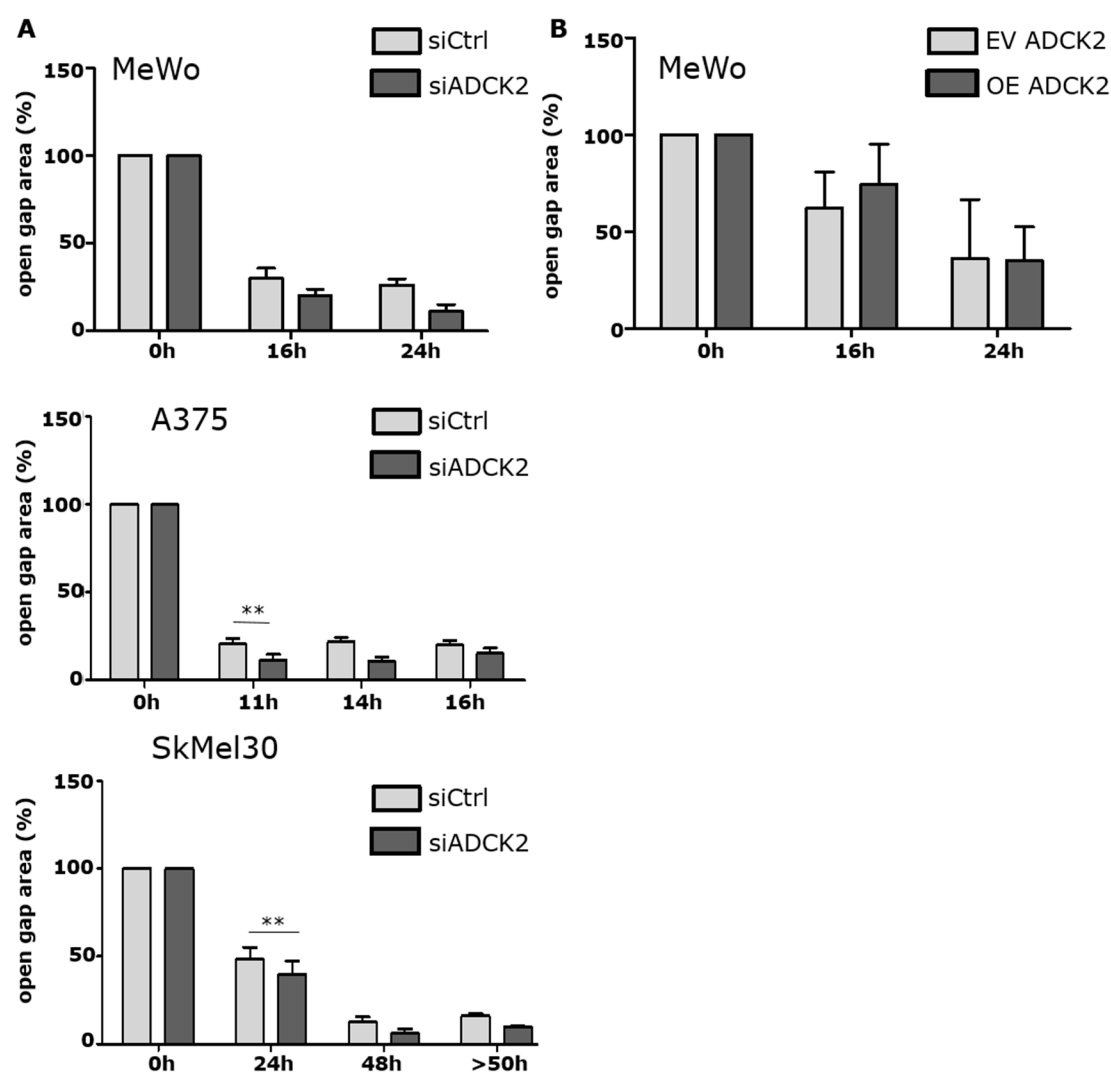 A
MeWo
siCtrl
siADCK2
open gap area (%)
150
100
50
0
0h 16h 24h
B
MeWo
EV ADCK2
OE ADCK2
open gap area (%)
150
100
50
0
0h 16h 24h
A375
siCtrl
siADCK2
open gap area (%)
150
100
50
0
**
0h 11h 14h 16h
SkMel30
siCtrl
siADCK2
open gap area (%)
150
100
50
0
**
0h 24h 48h >50h